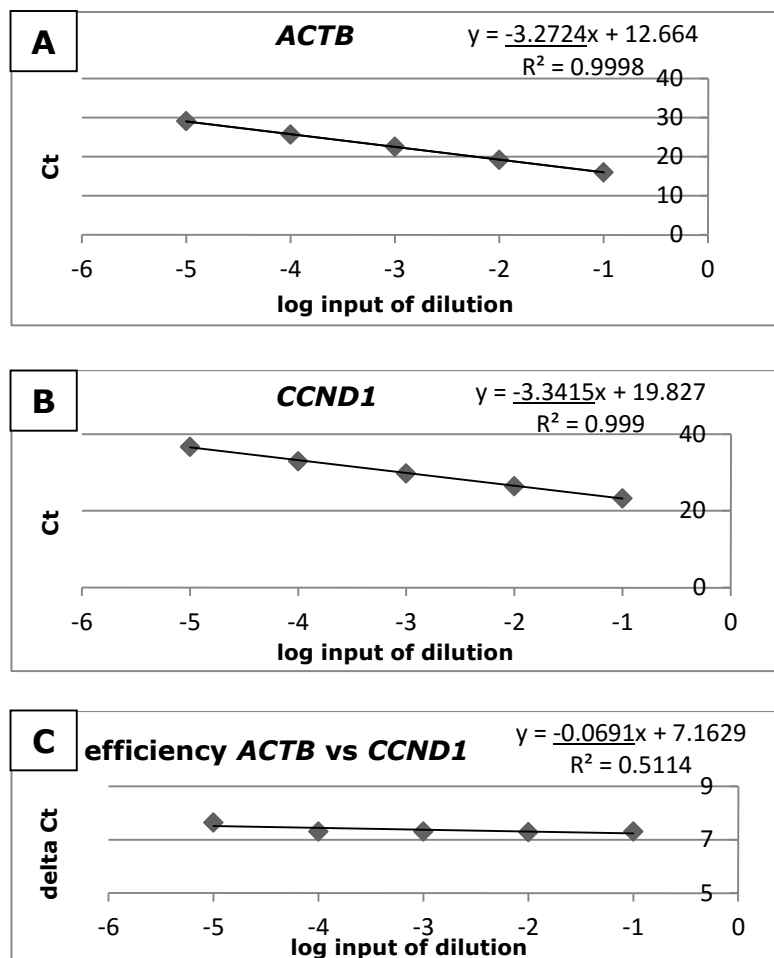 A
ACTB
y = -3.2724x + 12.664
R² = 0.9998
40
30
20
10
0
Ct
-6 -5 -4 -3 -2 -1 0
log input of dilution
B
CCND1
y = -3.3415x + 19.827
R² = 0.999
40
20
0
Ct
-6 -5 -4 -3 -2 -1 0
log input of dilution
C
efficiency ACTB vs CCND1
y = -0.0691x + 7.1629
R² = 0.5114
9
7
5
delta Ct
-6 -5 -4 -3 -2 -1 0
log input of dilution